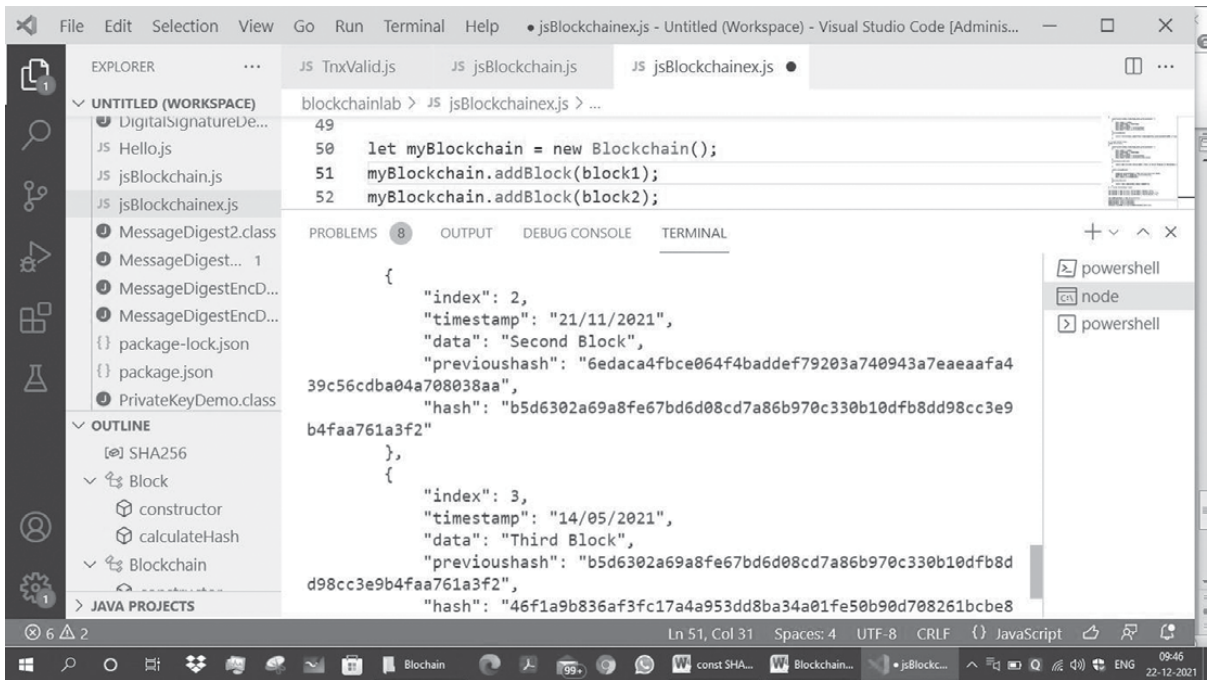 File Edit Selection View Go Run Terminal Help ● jsBlockchainex.js - Untitled (Workspace) - Visual Studio Code [Adminis...
EXPLORER ...
JS TnxValid.js JS jsBlockchain.js JS jsBlockchainex.js ●
UNTITLED (WORKSPACE)
DigitalSignatureDe...
JS Hello.js
JS jsBlockchain.js
JS jsBlockchainex.js
MessageDigest2.class
MessageDigest... 1
MessageDigestEncD...
MessageDigestEncD...
{} package-lock.json
{} package.json
PrivateKeyDemo.class
OUTLINE
SHA256
Block
constructor
calculateHash
Blockchain
JAVA PROJECTS
blockchainlab > JS jsBlockchainex.js > ...
49
50 let myBlockchain = new Blockchain();
51 myBlockchain.addBlock(block1);
52 myBlockchain.addBlock(block2);
PROBLEMS 8 OUTPUT DEBUG CONSOLE TERMINAL
{
"index": 2,
"timestamp": "21/11/2021",
"data": "Second Block",
"previoushash": "6edaca4fbce064f4baddef79203a740943a7eaeaafa4
39c56cdba04a708038aa",
"hash": "b5d6302a69a8fe67bd6d08cd7a86b970c330b10dfb8dd98cc3e9
b4faa761a3f2"
},
{
"index": 3,
"timestamp": "14/05/2021",
"data": "Third Block",
"previoushash": "b5d6302a69a8fe67bd6d08cd7a86b970c330b10dfb8d
d98cc3e9b4faa761a3f2",
"hash": "46f1a9b836af3fc17a4a953dd8ba34a01fe50b90d708261bcbe8
powershell
node
powershell
6 2 Ln 51, Col 31 Spaces: 4 UTF-8 CRLF {} JavaScript
Blochain 99+ const SHA... Blockchain... ● jsBlockc... ENG 09:46
22-12-2021